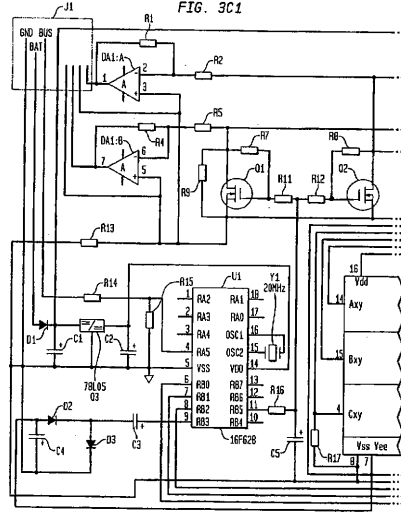 FIG. 3C1
J1
GND BUS
BAT
R1
DA1:A
2
1
A
3
R2
R5
R4
DA1:B
6
7
A
5
R7
R8
R9
Q1
R11
R12
Q2
R13
R14
R15
U1
Y1
20MHz
16
Vdd
D1
C1
C2
78L05
Q3
1
RA2
RA1
18
2
RA3
RA0
17
3
RA4
OSC1
16
4
RA5
OSC2
15
5
VSS
VDD
14
6
RB0
RB7
13
7
RB1
RB6
12
8
RB2
RB5
11
9
RB3
RB4
10
16F628
14
Axy
15
Bxy
4
Cxy
R16
C5
R17
Vss Vee
8
7
D2
C4
D3
C3